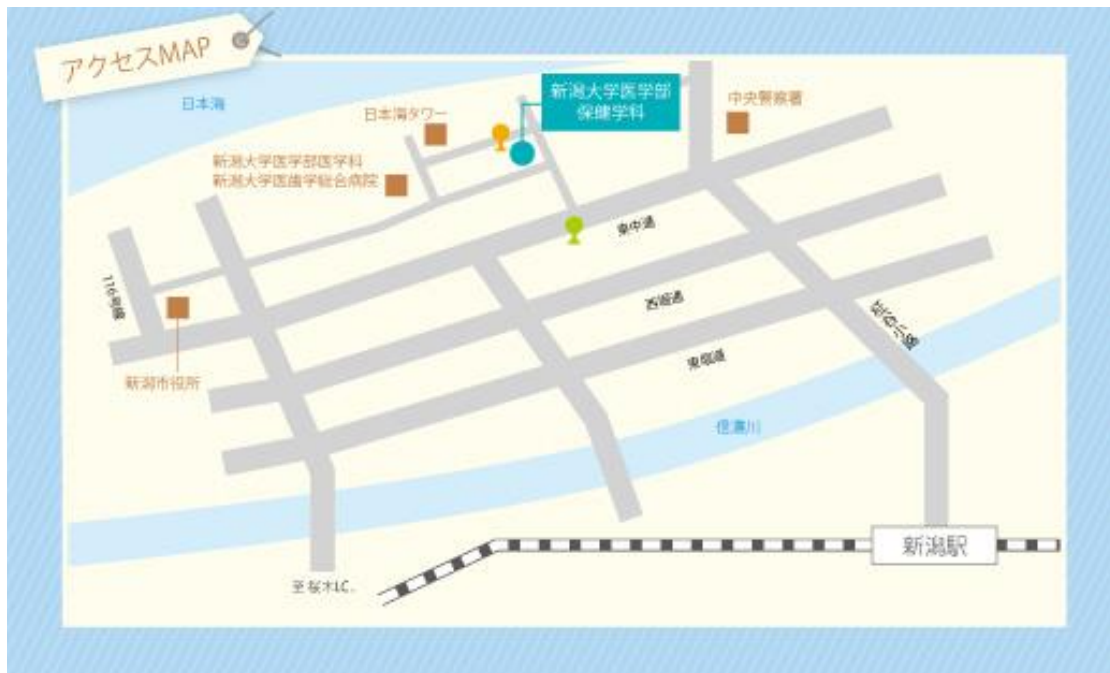 アクセスMAP
日本海
日本海タワー
新潟大学医学部
保健学科
中央警察署
新潟大学医学部医学科
新潟大学医歯学総合病院
東中通
116号線
西堀通
東堀通
新潟市役所
信濃川
新潟駅
至 桜木I.C.